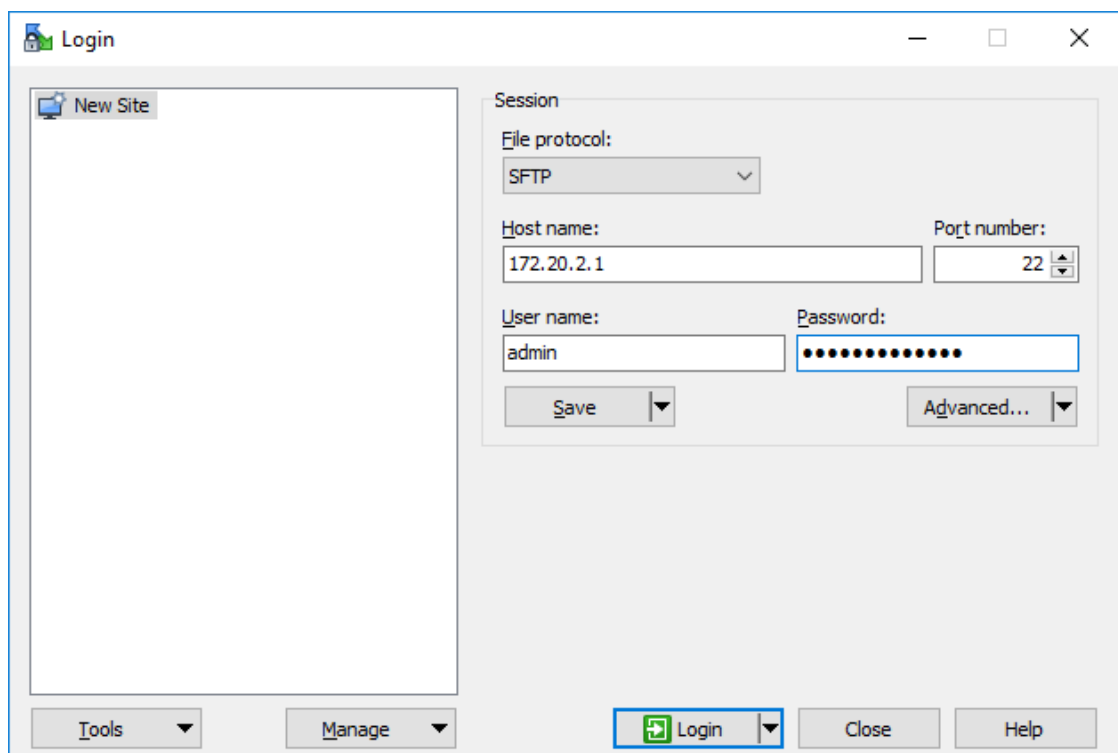 Login
New Site
Session
File protocol:
SFTP
Host name:
Port number:
172.20.2.1
22
User name:
Password:
admin
●●●●●●●●●●●●●
Save
Advanced...
Tools
Manage
Login
Close
Help